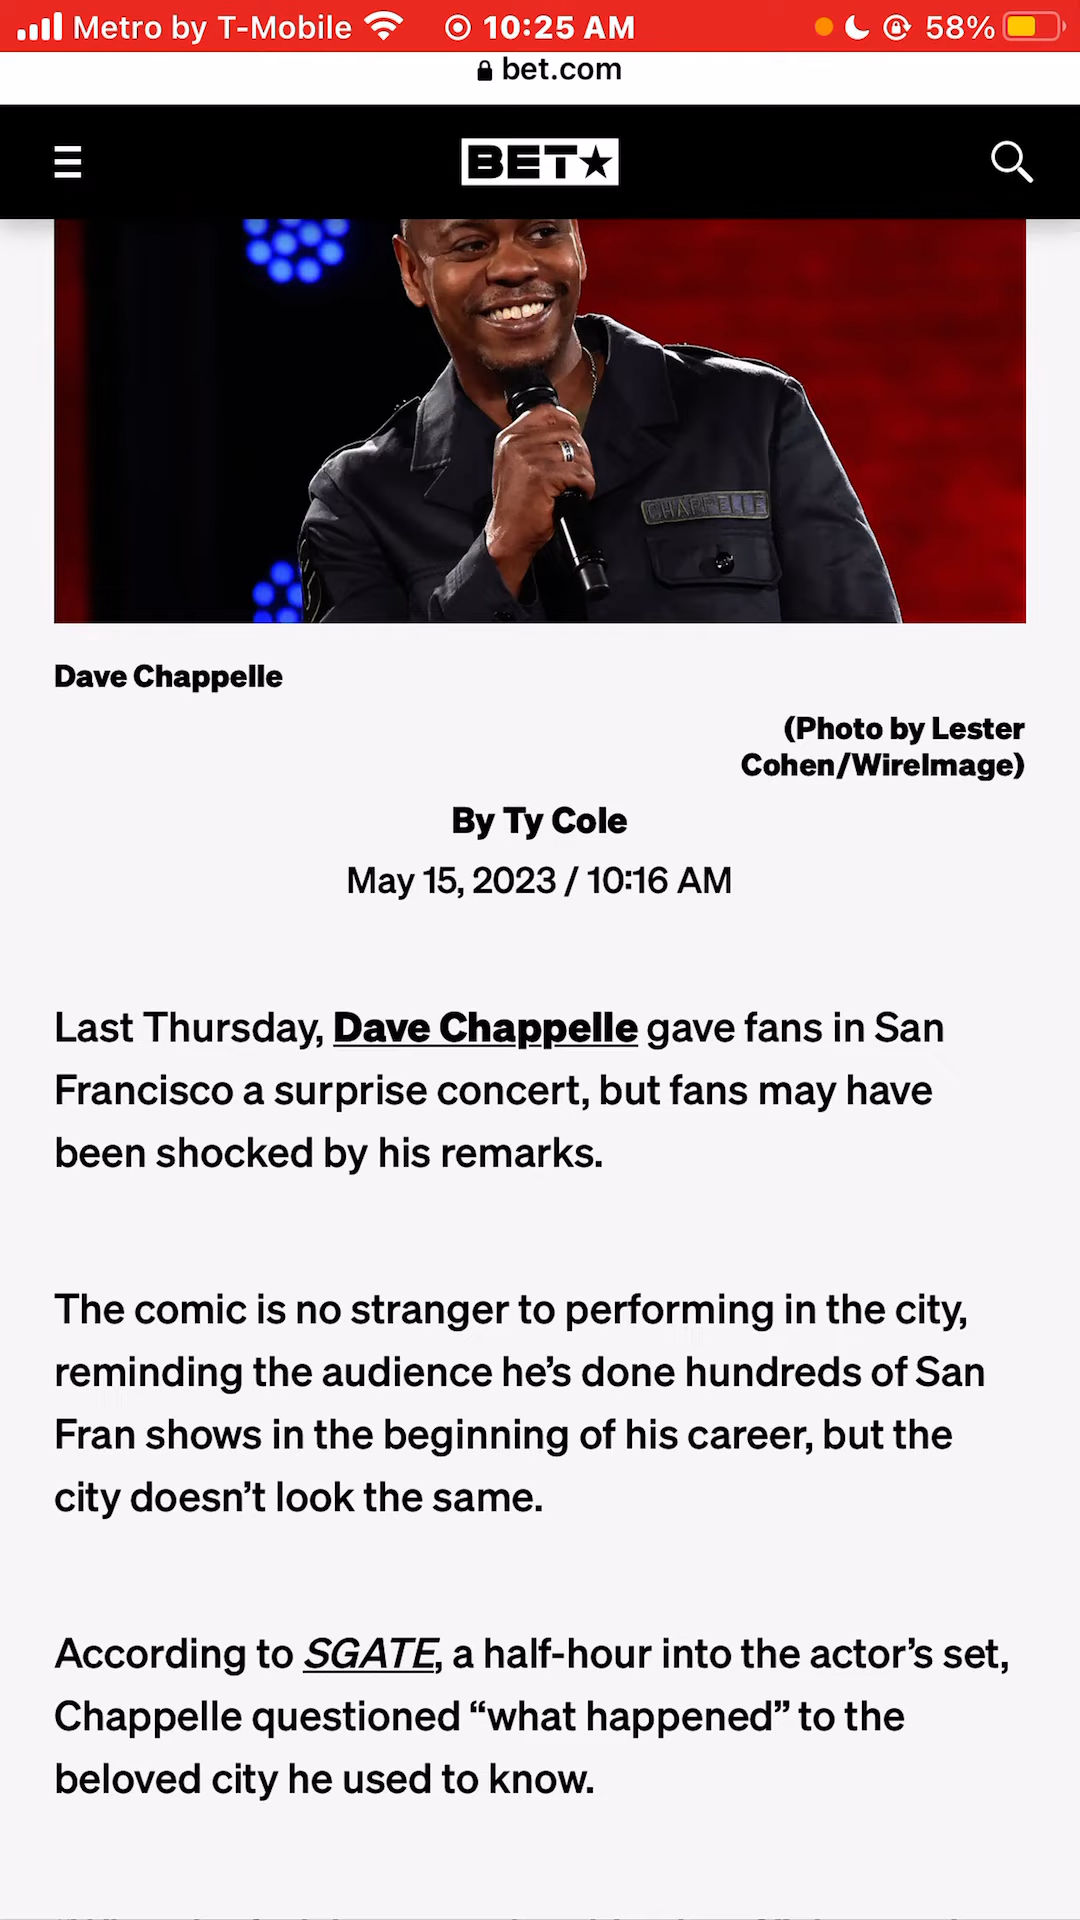 Metro by T-Mobile 10:25 AM 58%
bet.com
BET
CHAPPELLE
Dave Chappelle
(Photo by Lester
Cohen/WireImage)
By Ty Cole
May 15, 2023 / 10:16 AM
Last Thursday, Dave Chappelle gave fans in San
Francisco a surprise concert, but fans may have
been shocked by his remarks.
The comic is no stranger to performing in the city,
reminding the audience he’s done hundreds of San
Fran shows in the beginning of his career, but the
city doesn’t look the same.
According to SGATE, a half-hour into the actor’s set,
Chappelle questioned “what happened” to the
beloved city he used to know.